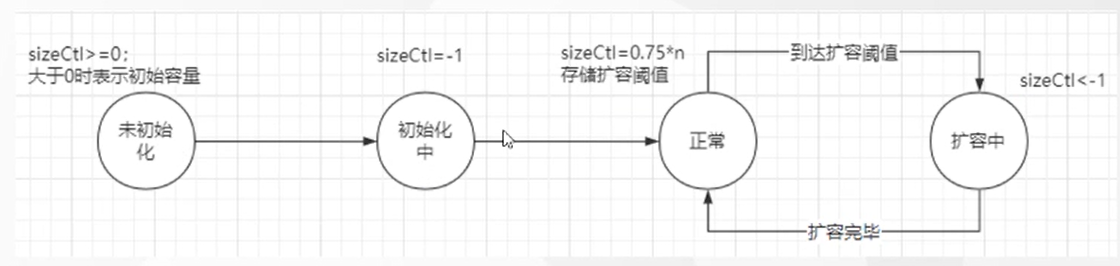 sizeCtl>=0;
大于0时表示初始容量
未初始
化
sizeCtl=-1
初始化
中
sizeCtl=0.75*n
存储扩容阈值
正常
到达扩容阈值
sizeCtl<-1
扩容中
扩容完毕